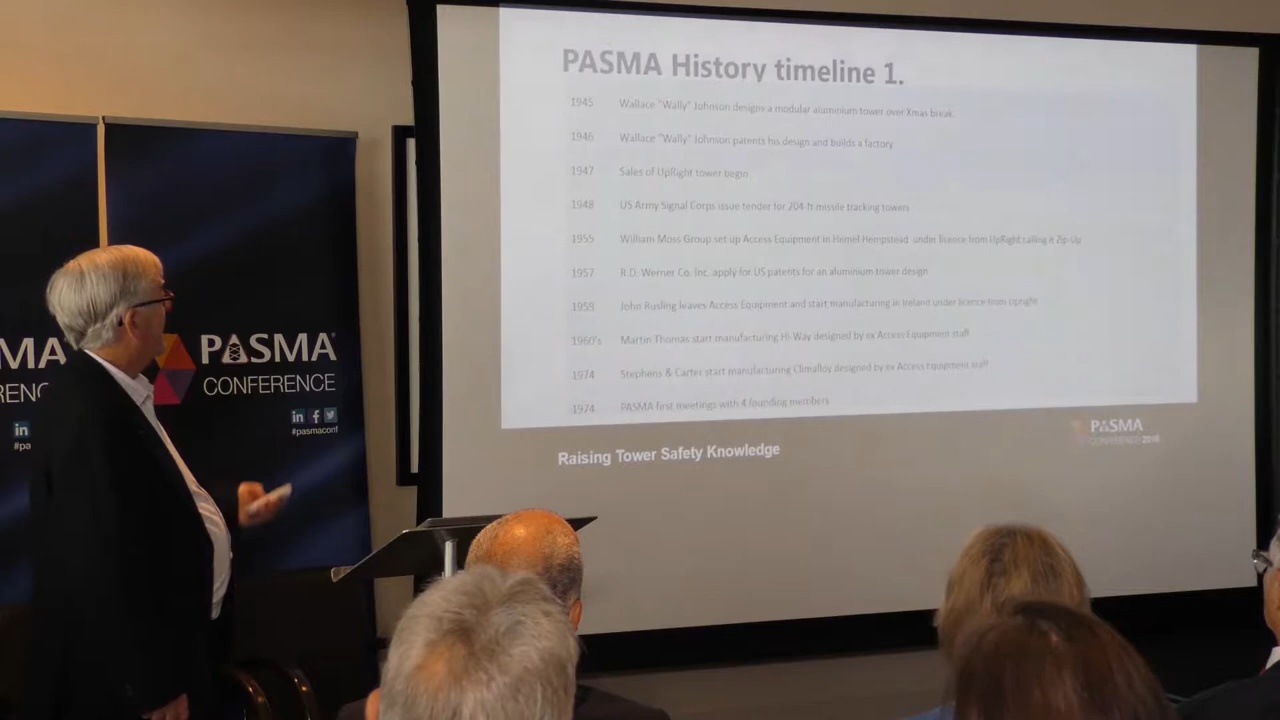 PASMA History timeline 1.
1945 Wallace "Wally" Johnson designs a modular aluminium tower over Xmas break.
1946 Wallace "Wally" Johnson patents his design and builds a factory
1947 Sales of UpRight tower begin
1948 US Army Signal Corps issue tender for 204 ft missile tracking towers
1955 William Moss Group set up Access Equipment in Hemel Hempstead under licence from UpRight calling it Zip-Up
1957 R.D. Werner Co. Inc. apply for US patents for an aluminium tower design
1959 John Rusling leaves Access Equipment and start manufacturing in Ireland under licence from Upright
1960's Martin Thomas start manufacturing Hi-Way designed by ex Access Equipment staff
1974 Stephens & Carter start manufacturing Climalloy designed by ex Access equipment staff
1974 PASMA first meetings with 4 founding members
Raising Tower Safety Knowledge
PASMA
CONFERENCE
PASMA®
CONFERENCE
in f
#pasmaconf
MA
RENC
in
#pa